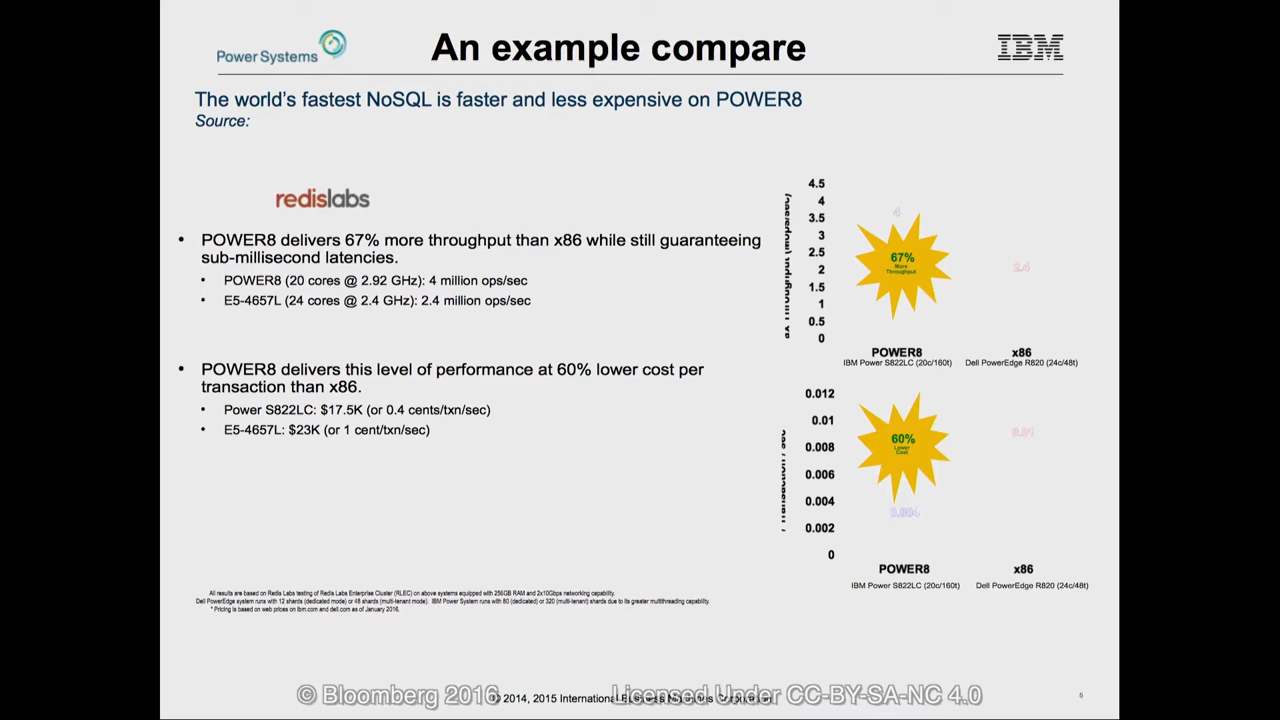 Power Systems
An example compare
IBM
The world's fastest NoSQL is faster and less expensive on POWER8
Source:
redislabs
• POWER8 delivers 67% more throughput than x86 while still guaranteeing
sub-millisecond latencies.
• POWER8 (20 cores @ 2.92 GHz): 4 million ops/sec
• E5-4657L (24 cores @ 2.4 GHz): 2.4 million ops/sec
• POWER8 delivers this level of performance at 60% lower cost per
transaction than x86.
• Power S822LC: $17.5K (or 0.4 cents/txn/sec)
• E5-4657L: $23K (or 1 cent/txn/sec)
4.5
4
3.5
3
2.5
2
1.5
1
0.5
0
4
67%
More
Throughput
2.4
POWER8
x86
IBM Power S822LC (20c/160t)
Dell PowerEdge R820 (24c/48t)
0.012
0.01
0.008
0.006
0.004
0.002
0
60%
Lower
Cost
0.004
0.01
POWER8
x86
IBM Power S822LC (20c/160t)
Dell PowerEdge R820 (24c/48t)
All results are based on Redis Labs testing of Redis Labs Enterprise Cluster (RLEC) on above systems equipped with 256GB RAM and 2x10Gbps networking capability.
Dell PowerEdge system runs with 12 shards (dedicated mode) or 48 shards (multi-tenant mode). IBM Power System runs with 80 (dedicated) or 320 (multi-tenant) shards due to its greater multithreading capability.
* Pricing is based on web prices on Ibm.com and dell.com as of January 2016.
© Bloomberg 2016
© 2014, 2015 International Business Machines Corporation
Licensed Under CC-BY-SA-NC 4.0
5